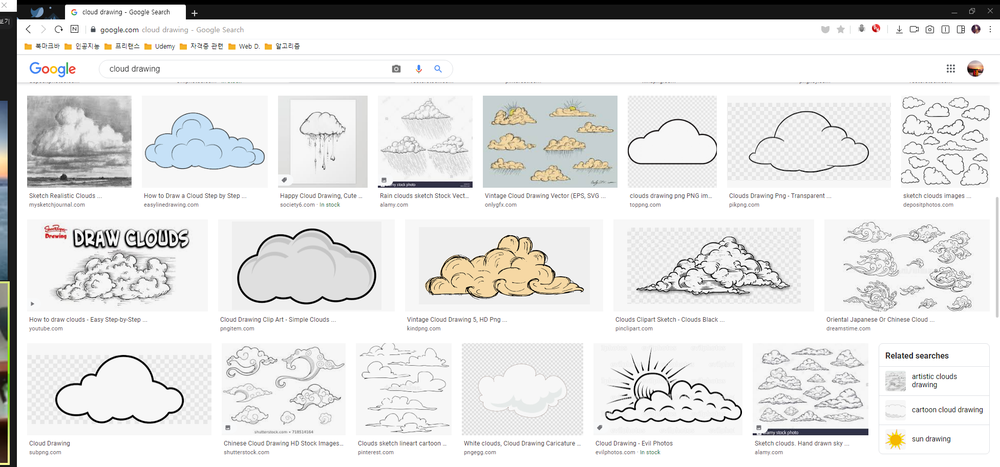 보기
cloud drawing - Google Search
google.com cloud drawing - Google Search
북마크바 인공지능 프리랜스 Udemy 자격증 관련 Web D. 알고리즘
Google cloud drawing
Sketch Realistic Clouds ...
mysketchjournal.com
How to Draw a Cloud Step by Step ...
easylinedrawing.com
Happy Cloud Drawing, Cute ...
society6.com · In stock
alamy stock photo
Rain clouds sketch Stock Vect...
alamy.com
Vintage Cloud Drawing Vector (EPS, SVG ...
onlygfx.com
clouds drawing png PNG im...
toppng.com
Clouds Drawing Png - Transparent ...
pikpng.com
sketch clouds images ...
depositphotos.com
Shoo Rayner
Drawing
DRAW CLOUDS
How to draw clouds - Easy Step-by-Step ...
youtube.com
Cloud Drawing Clip Art - Simple Clouds ...
pngitem.com
Vintage Cloud Drawing 5, HD Png ...
kindpng.com
Clouds Clipart Sketch - Clouds Black ...
pinclipart.com
Oriental Japanese Or Chinese Cloud ...
dreamstime.com
Cloud Drawing
subpng.com
shutterstock.com • 718514164
Chinese Cloud Drawing HD Stock Images...
shutterstock.com
Clouds sketch lineart cartoon ...
pinterest.com
White clouds, Cloud Drawing Caricature ...
pngegg.com
evilphotos
Cloud Drawing - Evil Photos
evilphotos.com · In stock
alamy stock photo
Sketch clouds. Hand drawn sky ...
alamy.com
Related searches
artistic clouds
drawing
cartoon cloud drawing
sun drawing